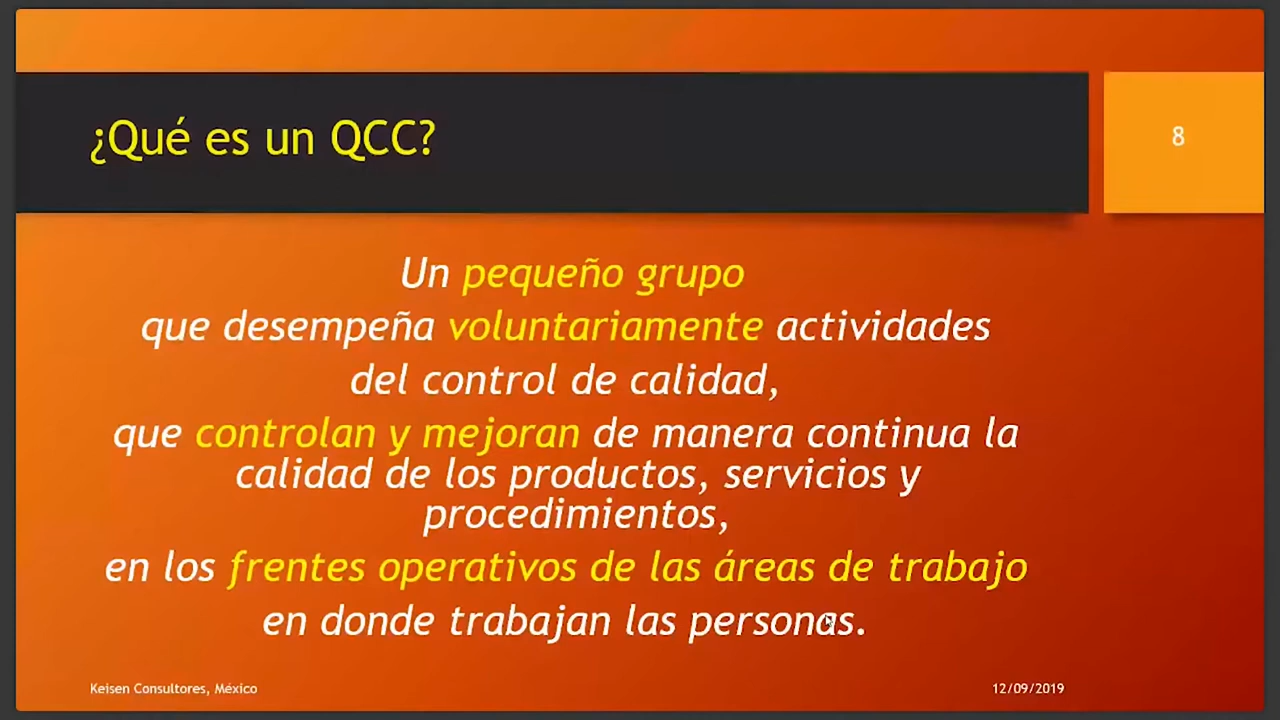 ¿Qué es un QCC?
8
Un pequeño grupo
que desempeña voluntariamente actividades
del control de calidad,
que controlan y mejoran de manera continua la
calidad de los productos, servicios y
procedimientos,
en los frentes operativos de las áreas de trabajo
en donde trabajan las personas.
Keisen Consultores, México
12/09/2019